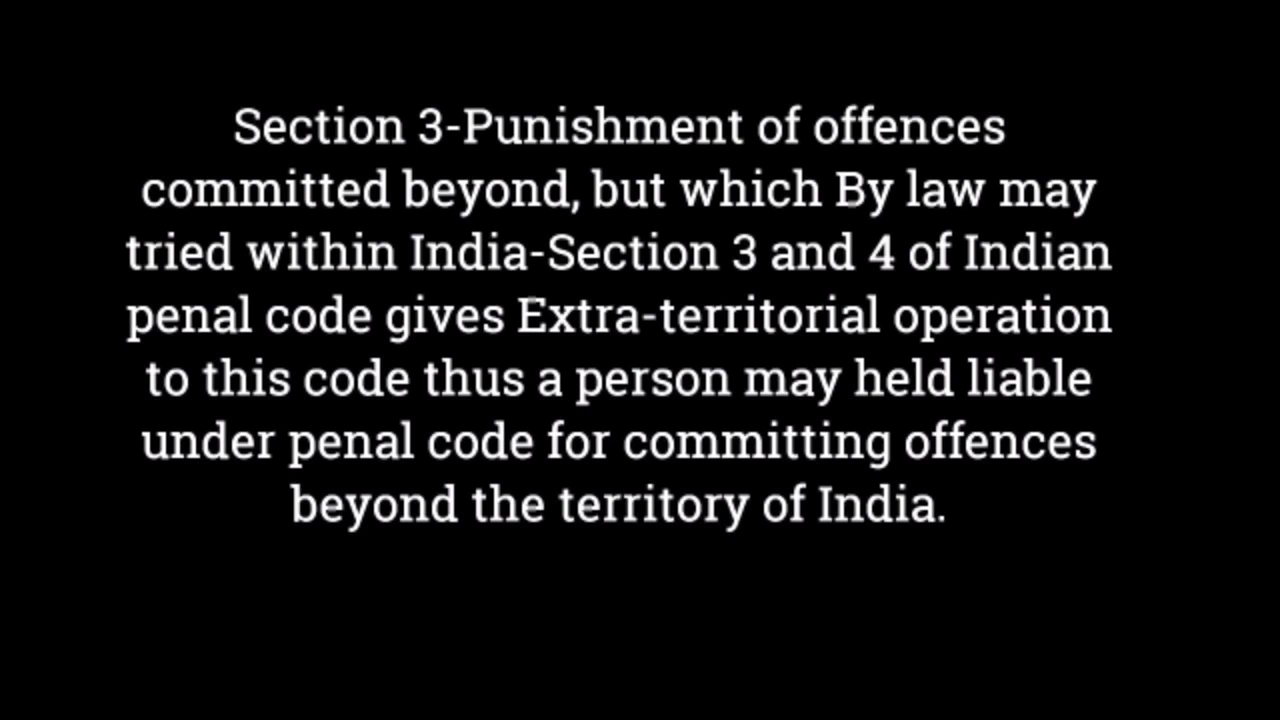 Section 3-Punishment of offences
committed beyond, but which By law may
tried within India-Section 3 and 4 of Indian
penal code gives Extra-territorial operation
to this code thus a person may held liable
under penal code for committing offences
beyond the territory of India.